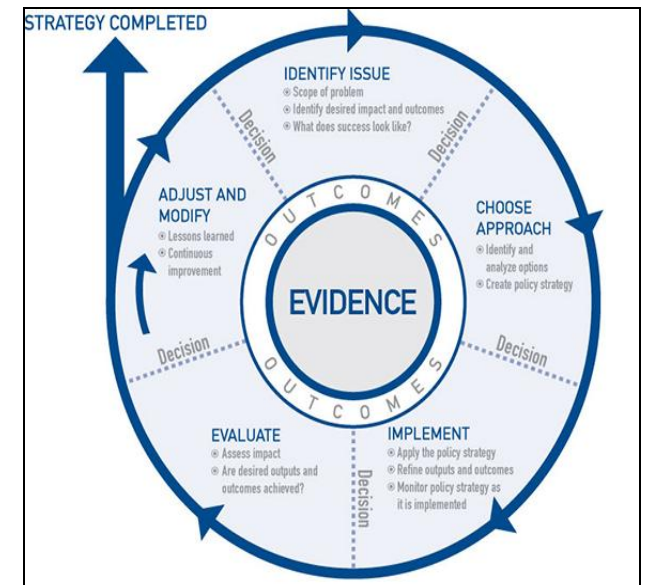 STRATEGY COMPLETED
IDENTIFY ISSUE
Scope of problem
Identify desired impact and outcomes
What does success look like?
Decision
Decision
ADJUST AND
MODIFY
Lessons learned
Continuous
improvement
OUTCOMES
CHOOSE
APPROACH
Identify and
analyze options
Create policy strategy
EVIDENCE
Decision
Decision
OUTCOMES
EVALUATE
Assess impact
Are desired outputs and
outcomes achieved?
Decision
IMPLEMENT
Apply the policy strategy
Refine outputs and outcomes
Monitor policy strategy as
it is implemented